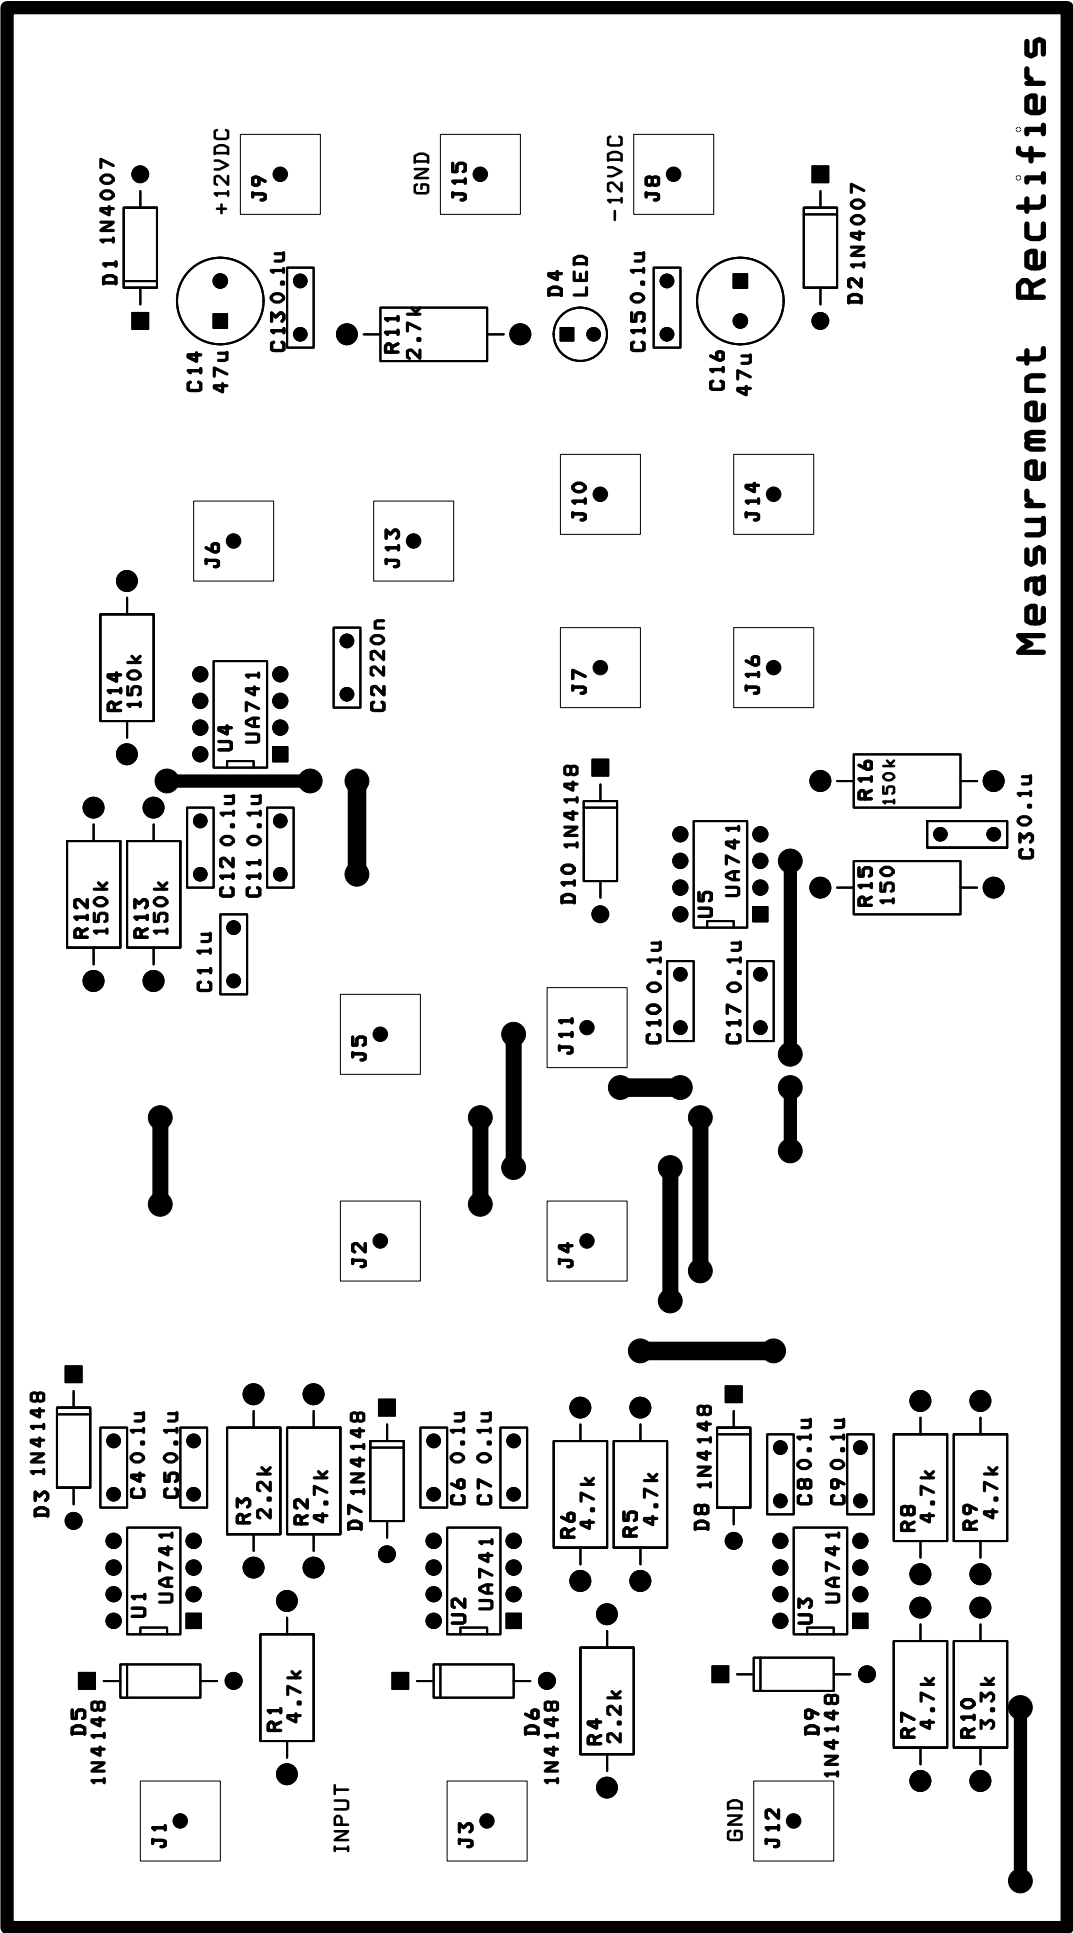 Measurement Rectifiers
D1 1N4007
+12VDC
J9
GND
J15
-12VDC
J8
D2 1N4007
C14
47u
C13 0.1u
R11
2.7k
D4
LED
C15 0.1u
C16
47u
J6
J13
J10
J14
R14
150k
U4
UA741
C2 220n
J7
J16
R12
150k
R13
150k
C12 0.1u
C11 0.1u
C1 1u
D10 1N4148
U5
UA741
R16
150k
C3 0.1u
R15
150
C10 0.1u
C17 0.1u
J5
J11
J2
J4
D3 1N4148
C4 0.1u
C5 0.1u
R3
2.2k
R2
4.7k
D7 1N4148
C6 0.1u
C7 0.1u
R6
4.7k
R5
4.7k
D8 1N4148
C8 0.1u
C9 0.1u
R8
4.7k
R9
4.7k
U1
UA741
U2
UA741
U3
UA741
D5
1N4148
R1
4.7k
D6
1N4148
R4
2.2k
D9
1N4148
R7
4.7k
R10
3.3k
J1
INPUT
J3
GND
J12